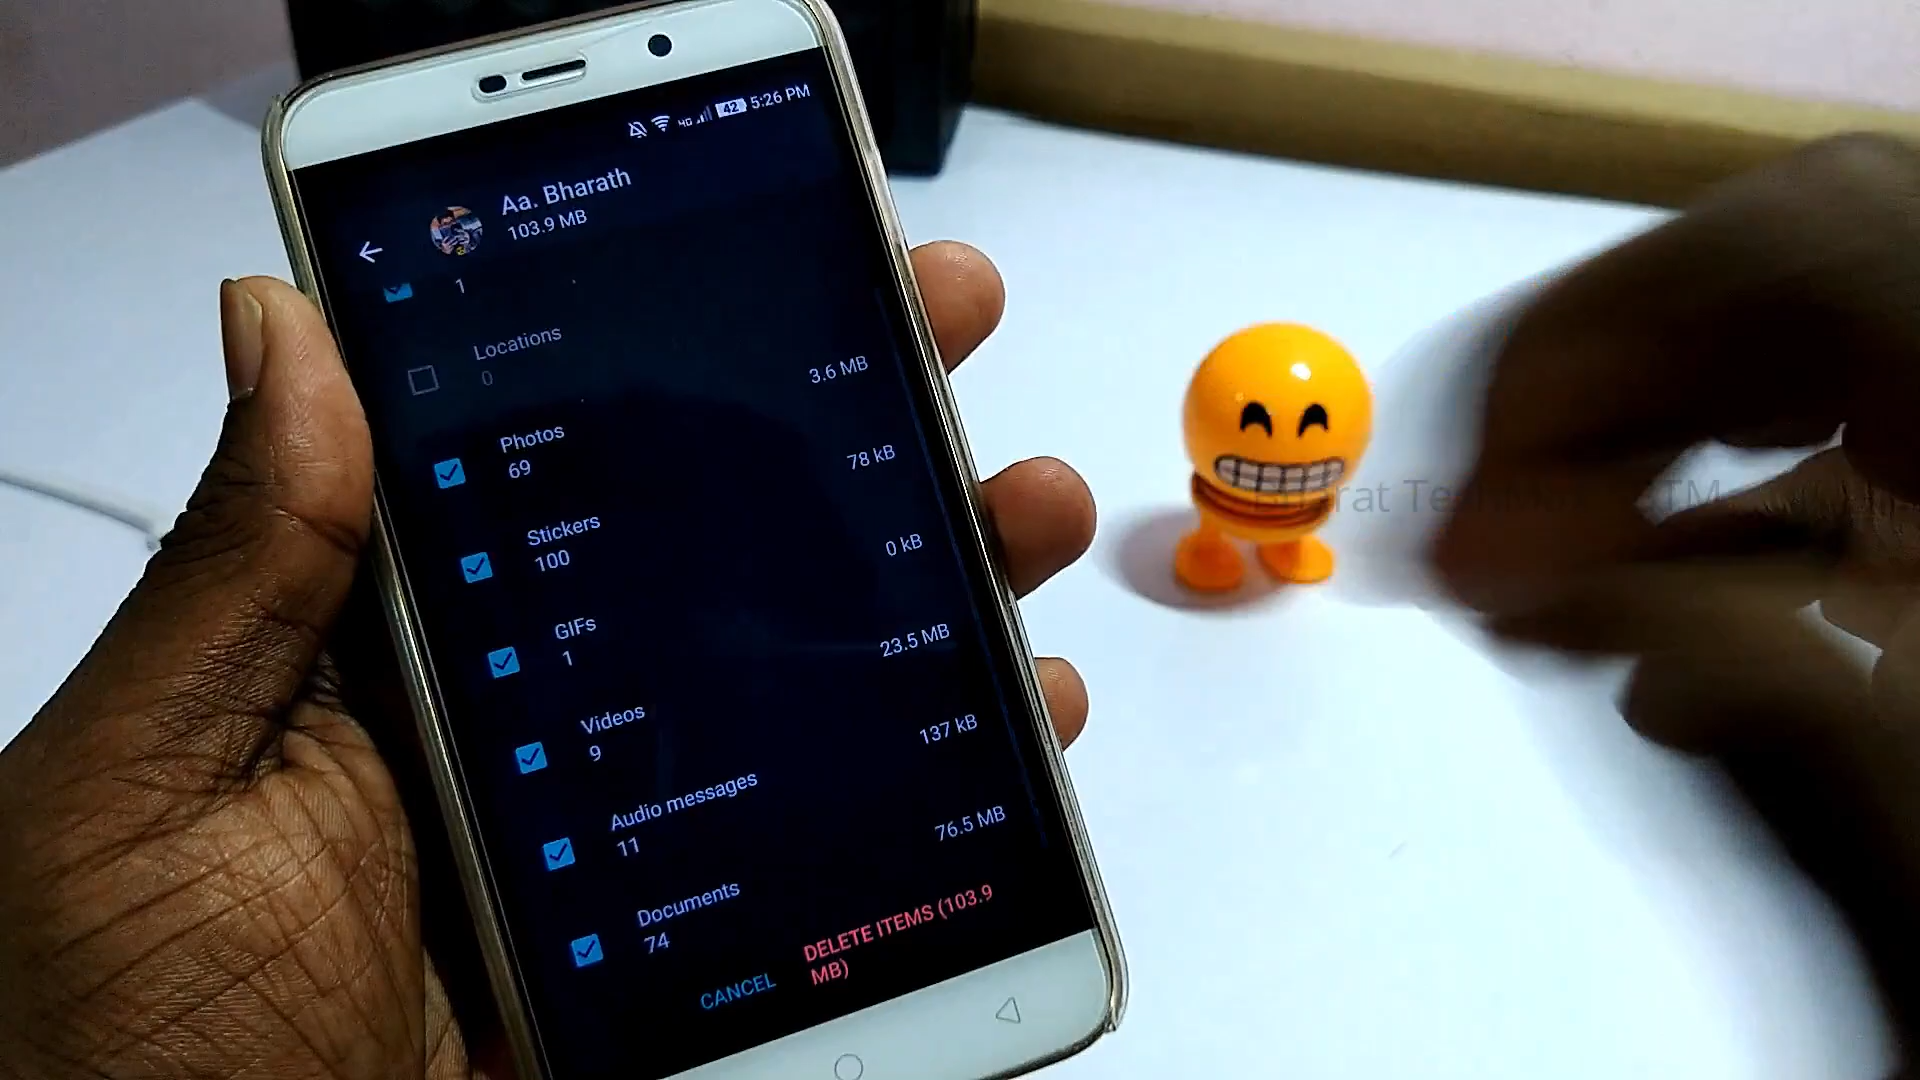 42 5:26 PM
Aa. Bharath
103.9 MB
1
Locations
0
3.6 MB
Photos
69
78 kB
Stickers
100
0 kB
GIFs
1
23.5 MB
Videos
9
137 kB
Audio messages
11
76.5 MB
Documents
74
CANCEL
DELETE ITEMS (103.9
MB)